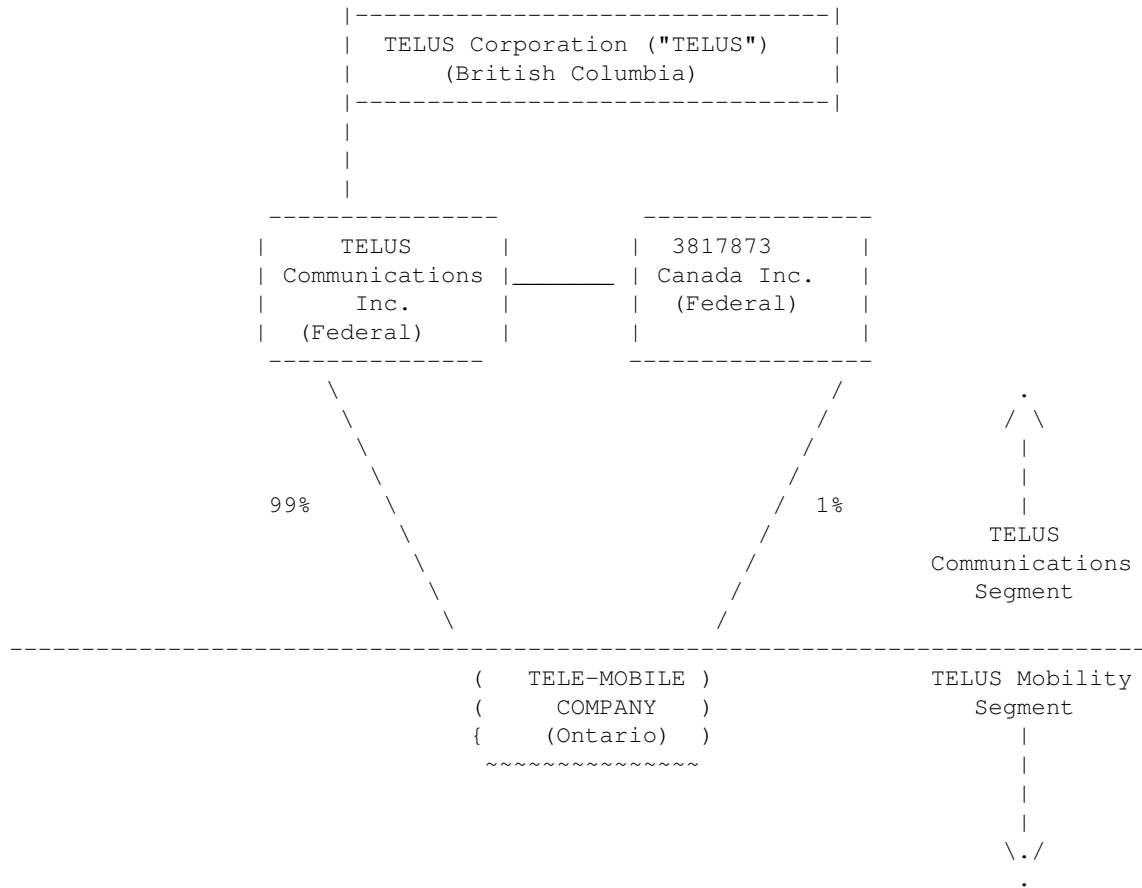 TELUS Corporation ("TELUS")
(British Columbia)
TELUS
Communications
Inc.
(Federal)
3817873
Canada Inc.
(Federal)
99%
1%
TELUS
Communications
Segment
TELE-MOBILE
COMPANY
(Ontario)
TELUS Mobility
Segment